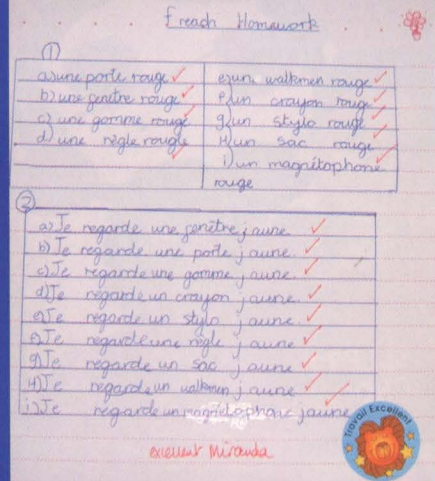 French Homework
1
a) une porte rouge
b) une fenêtre rouge
c) une gomme rouge
d) une règle rouge
e) un walkmen rouge
f) un crayon rouge
g) un stylo rouge
H) un sac rouge
i) un magnétophone
rouge
2
a) Je regarde une fenêtre jaune.
b) Je regarde une porte jaune.
c) Je regarde une gomme jaune.
d) Je regarde un crayon jaune.
e) Je regarde un stylo jaune.
f) Je regarde une règle jaune
g) Je regarde un sac jaune
H) Je regarde un walkmen jaune
i) Je regarde un magnétophone jaune
excellent Miranda
Travail Excellent